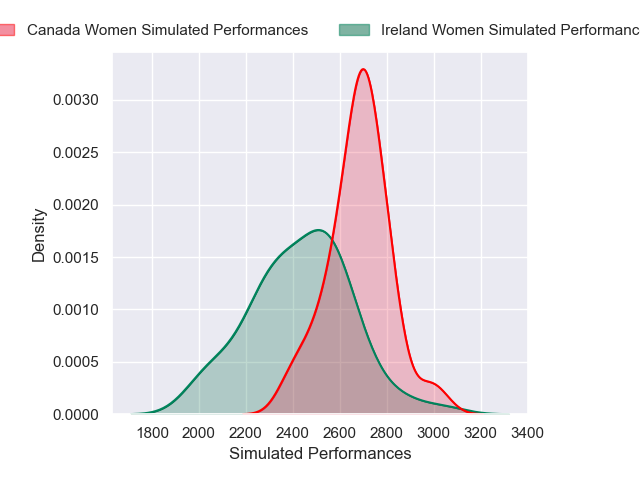 Canada Women Simulated Performances
Ireland Women Simulated Performanc
0.0030
0.0025
0.0020
0.0015
0.0010
0.0005
0.0000
Density
1800 2000 2200 2400 2600 2800 3000 3200 3400
Simulated Performances